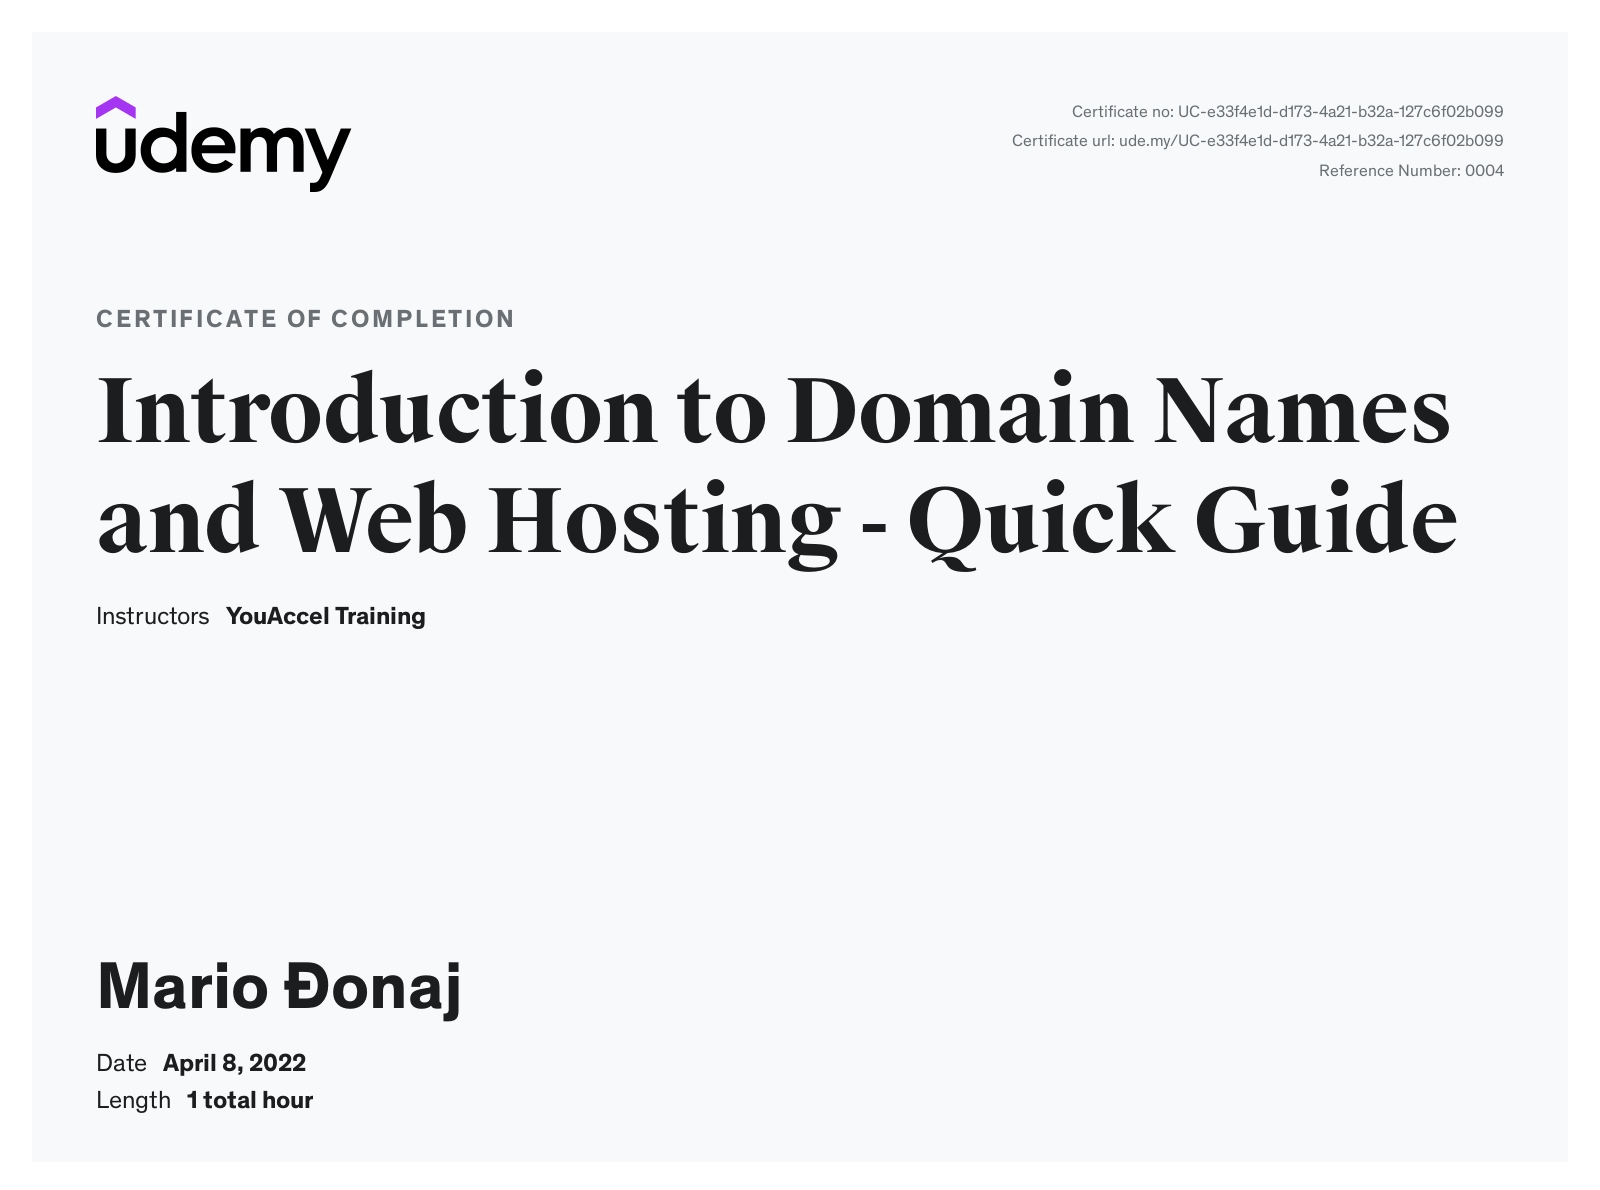 udemy
Certificate no: UC-e33f4e1d-d173-4a21-b32a-127c6f02b099
Certificate url: ude.my/UC-e33f4e1d-d173-4a21-b32a-127c6f02b099
Reference Number: 0004
CERTIFICATE OF COMPLETION
Introduction to Domain Names
and Web Hosting - Quick Guide
Instructors YouAccel Training
Mario Đonaj
Date April 8, 2022
Length 1 total hour